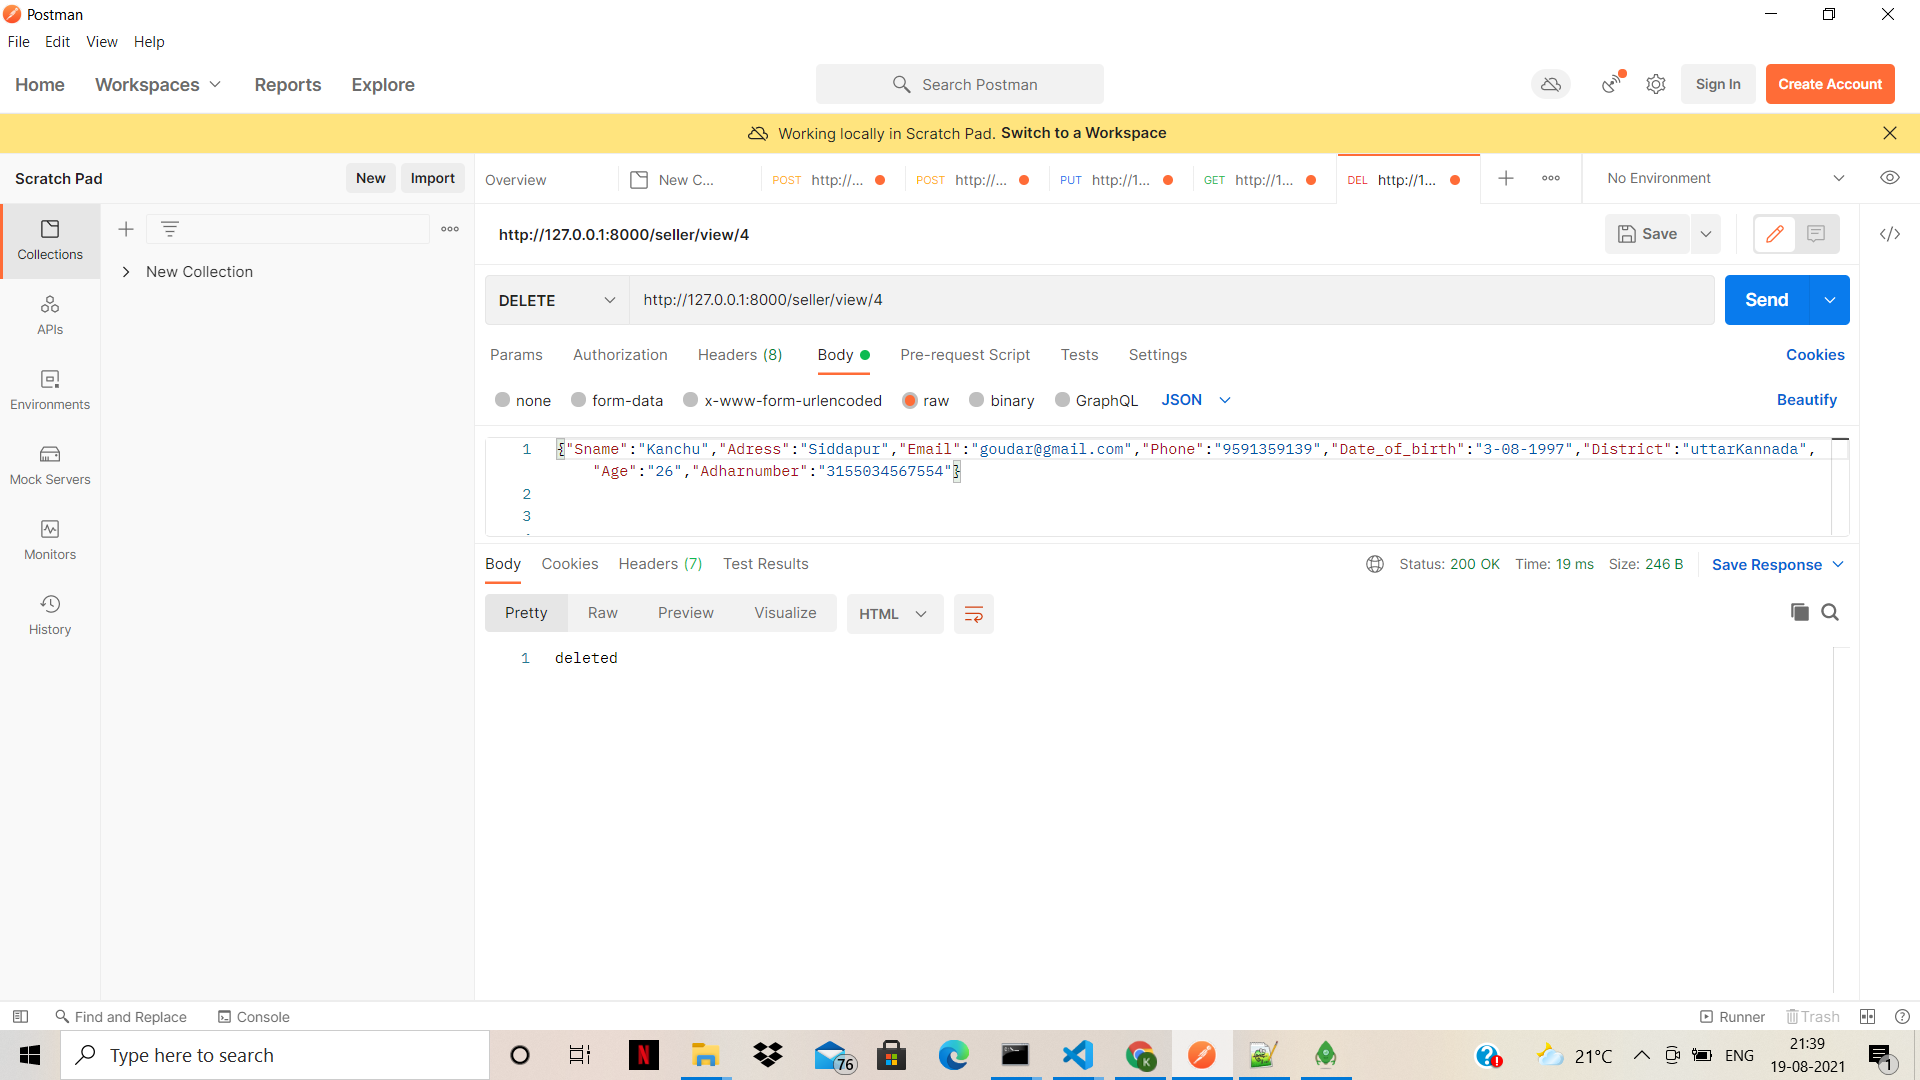 Postman
File Edit View Help
Home Workspaces Reports Explore Search Postman Sign In Create Account
Working locally in Scratch Pad. Switch to a Workspace
Scratch Pad New Import Overview New C... POST http://... POST http://... PUT http://1... GET http://1... DEL http://1... No Environment
Collections
New Collection
APIs
Environments
Mock Servers
Monitors
History
http://127.0.0.1:8000/seller/view/4 Save
DELETE http://127.0.0.1:8000/seller/view/4 Send
Params Authorization Headers (8) Body Pre-request Script Tests Settings Cookies
none form-data x-www-form-urlencoded raw binary GraphQL JSON Beautify
1 {"Sname":"Kanchu","Adress":"Siddapur","Email":"goudar@gmail.com","Phone":"9591359139","Date_of_birth":"3-08-1997","District":"uttarKannada",
"Age":"26","Adharnumber":"3155034567554"}
2
3
Body Cookies Headers (7) Test Results Status: 200 OK Time: 19 ms Size: 246 B Save Response
Pretty Raw Preview Visualize HTML
1 deleted
Find and Replace Console Runner Trash
Type here to search 76 21°C ENG 21:39
19-08-2021 1